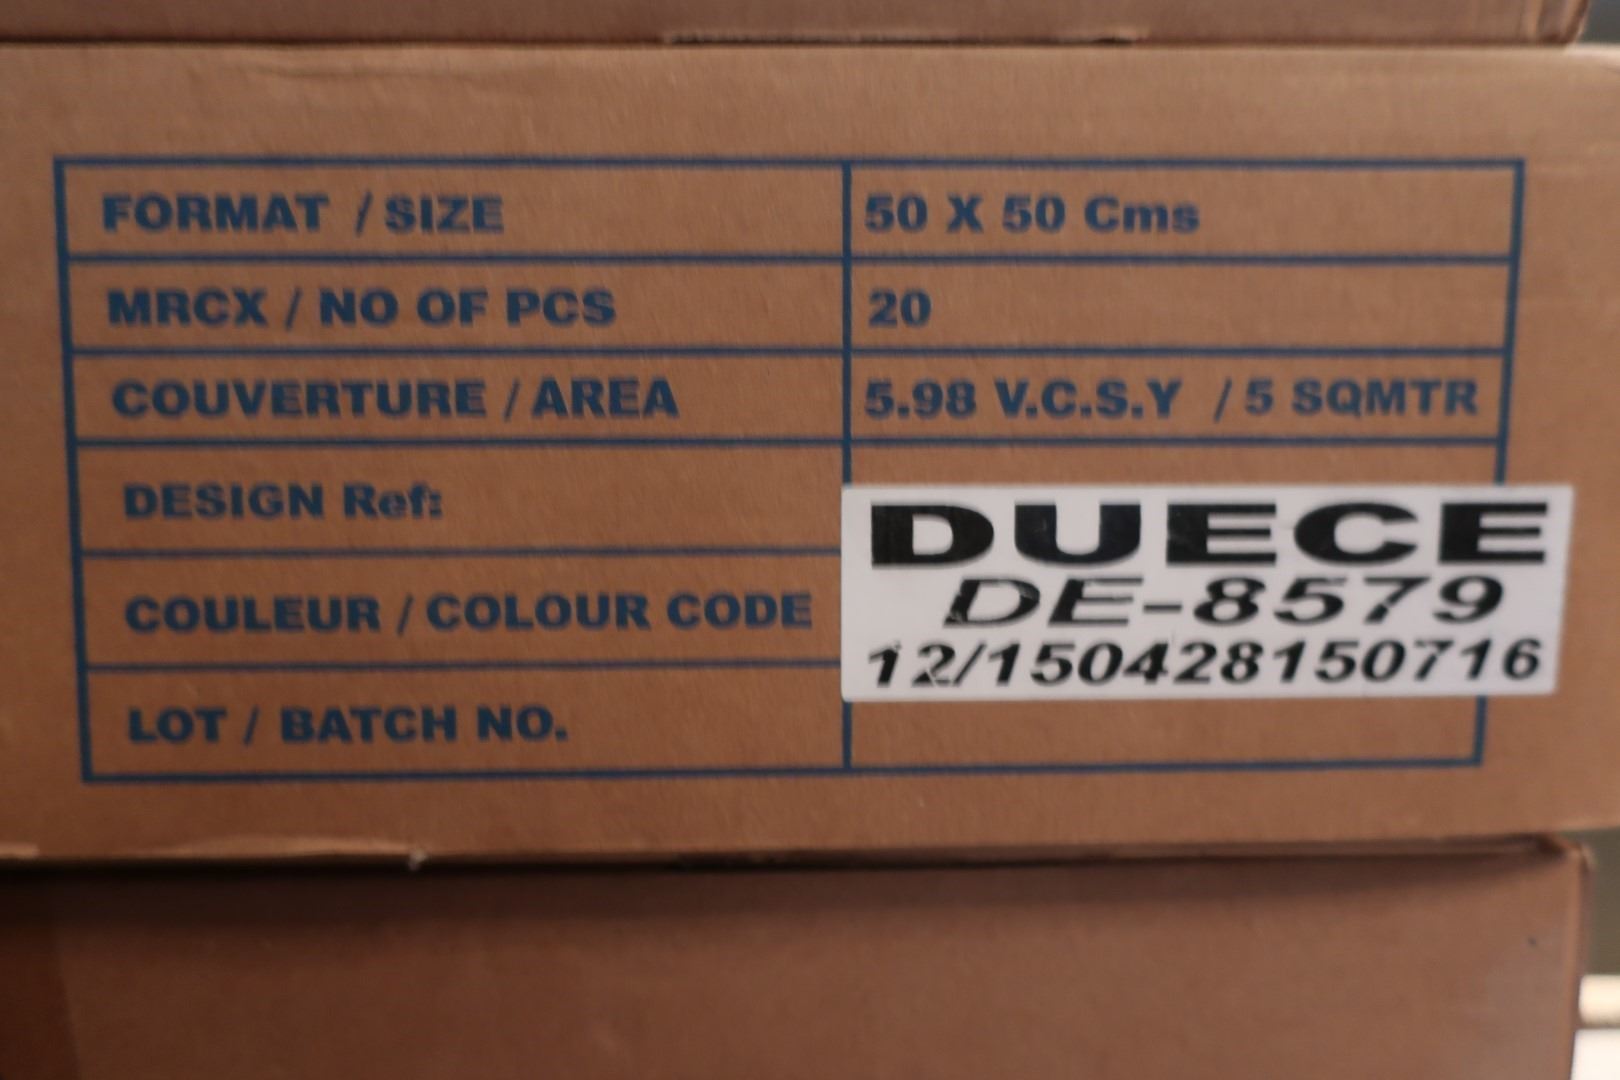 FORMAT / SIZE 50 X 50 Cms
MRCX / NO OF PCS 20
COUVERTURE / AREA 5.98 V.C.S.Y / 5 SQMTR
DESIGN Ref: DUECE
COULEUR / COLOUR CODE DE-8579
12/150428150716
LOT / BATCH NO.